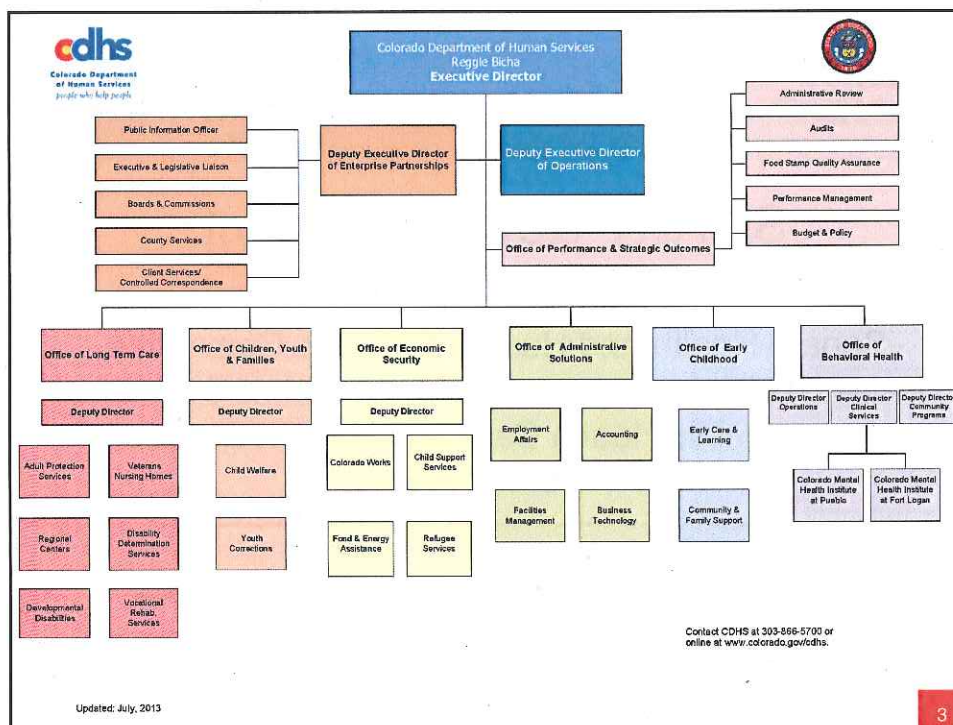 cdhs
Colorado Department
of Human Services
people who help people
Colorado Department of Human Services
Reggie Bicha
Executive Director
STATE OF COLORADO
1876
Public Information Officer
Executive & Legislative Liaison
Boards & Commissions
County Services
Client Services/
Controlled Correspondence
Deputy Executive Director
of Enterprise Partnerships
Deputy Executive Director
of Operations
Administrative Review
Audits
Food Stamp Quality Assurance
Performance Management
Budget & Policy
Office of Performance & Strategic Outcomes
Office of Long Term Care
Office of Children, Youth
& Families
Office of Economic
Security
Office of Administrative
Solutions
Office of Early
Childhood
Office of
Behavioral Health
Deputy Director
Deputy Director
Deputy Director
Deputy Director
Operations
Deputy Director
Clinical
Services
Deputy Director
Community
Programs
Adult Protection
Services
Veterans
Nursing Homes
Child Welfare
Colorado Works
Child Support
Services
Employment
Affairs
Accounting
Early Care &
Learning
Colorado Mental
Health Institute
at Pueblo
Colorado Mental
Health Institute
at Fort Logan
Regional
Centers
Disability
Determination
Services
Youth
Corrections
Food & Energy
Assistance
Refugee
Services
Facilities
Management
Business
Technology
Community &
Family Support
Developmental
Disabilities
Vocational
Rehab.
Services
Contact CDHS at 303-866-5700 or
online at www.colorado.gov/cdhs.
Updated: July, 2013
3